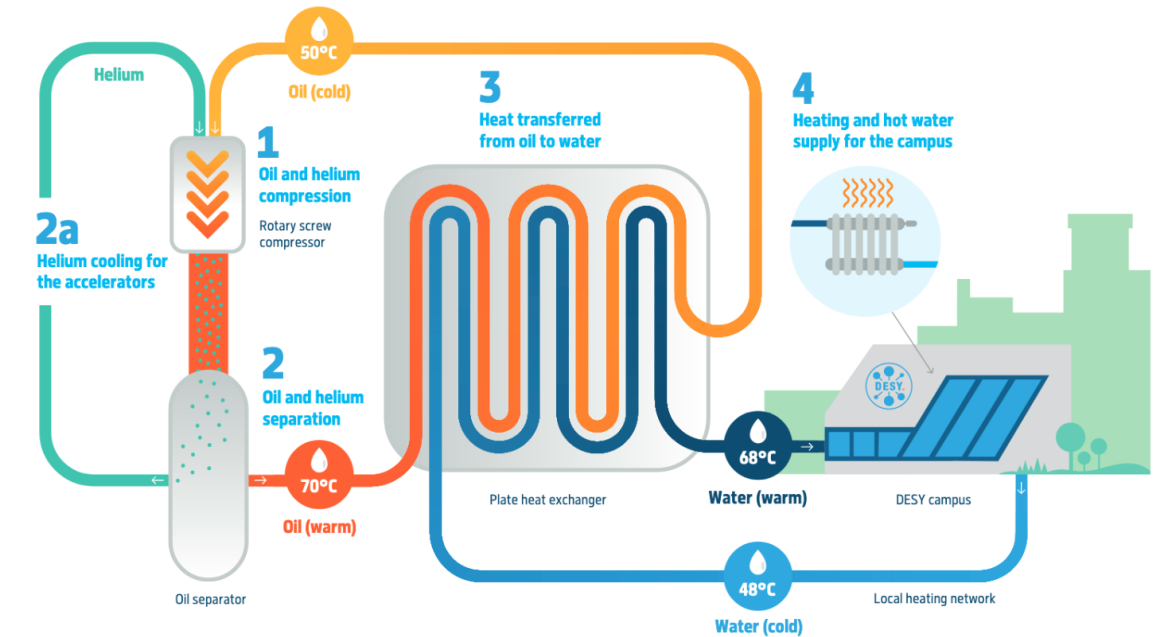 50°C
Oil (cold)
Helium
1
Oil and helium
compression
Rotary screw
compressor
2a
Helium cooling for
the accelerators
2
Oil and helium
separation
70°C
Oil (warm)
Oil separator
3
Heat transferred
from oil to water
Plate heat exchanger
4
Heating and hot water
supply for the campus
DESY.
68°C
Water (warm)
DESY campus
48°C
Water (cold)
Local heating network